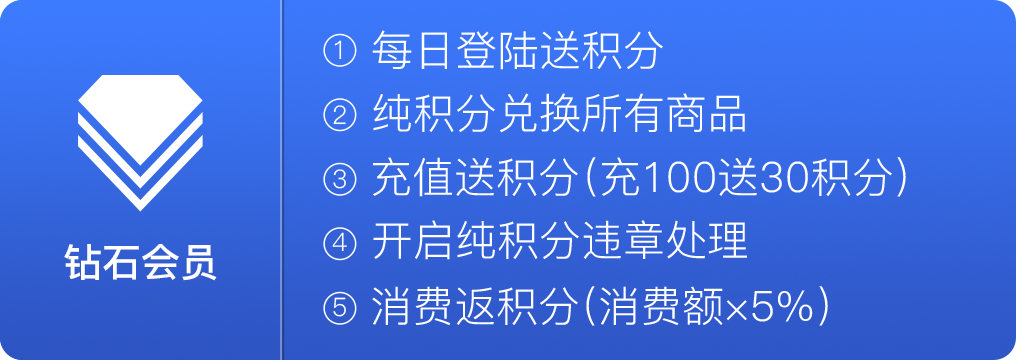 钻石会员
① 每日登陆送积分
② 纯积分兑换所有商品
③ 充值送积分(充100送30积分)
④ 开启纯积分违章处理
⑤ 消费返积分(消费额×5%)